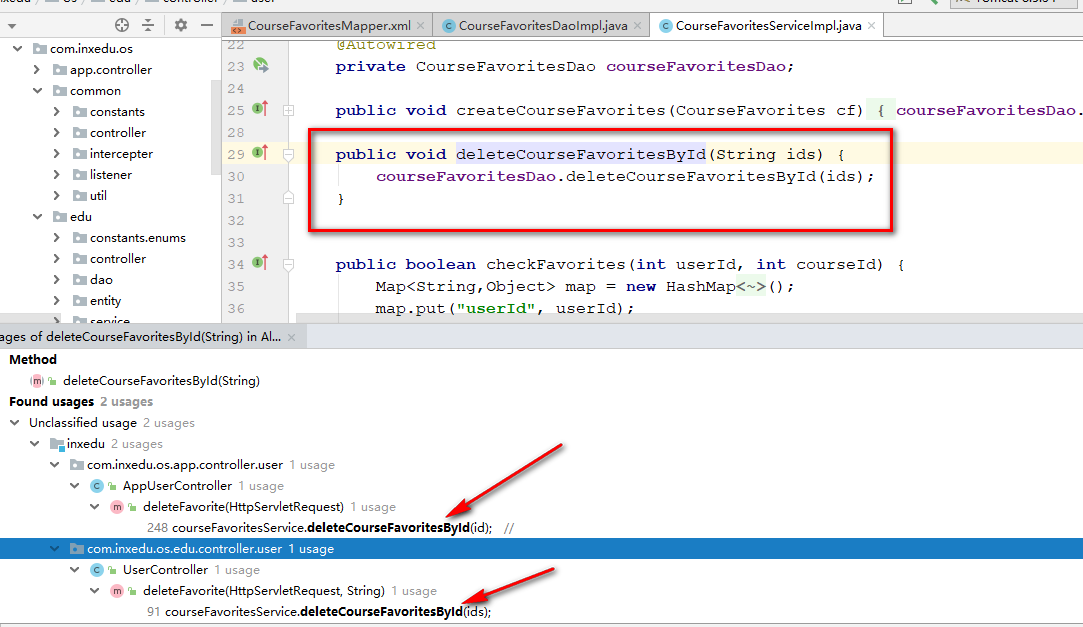 CourseFavoritesMapper.xml × CourseFavoritesDaoImpl.java × CourseFavoritesServiceImpl.java ×
com.inxedu.os
app.controller
common
constants
controller
intercepter
listener
util
edu
constants.enums
controller
dao
entity
service
22 @Autowired
23 private CourseFavoritesDao courseFavoritesDao;
24
25 public void createCourseFavorites(CourseFavorites cf) { courseFavoritesDao.
28
29 public void deleteCourseFavoritesById(String ids) {
30 courseFavoritesDao.deleteCourseFavoritesById(ids);
31 }
32
33
34 public boolean checkFavorites(int userId, int courseId) {
35 Map<String,Object> map = new HashMap<~>();
36 map.put("userId", userId);
ages of deleteCourseFavoritesById(String) in Al... ×
Method
m deleteCourseFavoritesById(String)
Found usages 2 usages
Unclassified usage 2 usages
inxedu 2 usages
com.inxedu.os.app.controller.user 1 usage
C AppUserController 1 usage
m deleteFavorite(HttpServletRequest) 1 usage
248 courseFavoritesService.deleteCourseFavoritesById(id); //
com.inxedu.os.edu.controller.user 1 usage
C UserController 1 usage
m deleteFavorite(HttpServletRequest, String) 1 usage
91 courseFavoritesService.deleteCourseFavoritesById(ids);